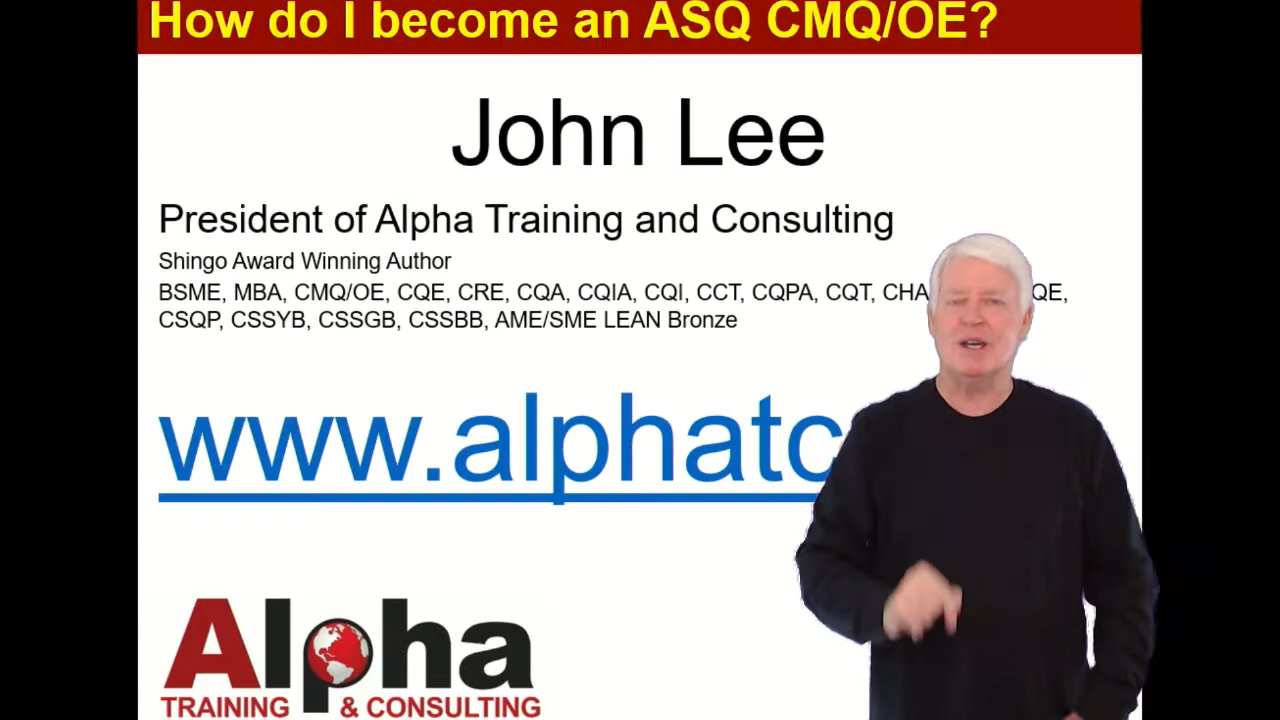 How do I become an ASQ CMQ/OE?
John Lee
President of Alpha Training and Consulting
Shingo Award Winning Author
BSME, MBA, CMQ/OE, CQE, CRE, CQA, CQIA, CQI, CCT, CQPA, CQT, CHA QE,
CSQP, CSSYB, CSSGB, CSSBB, AME/SME LEAN Bronze
www.alphatc
Alpha
TRAINING & CONSULTING